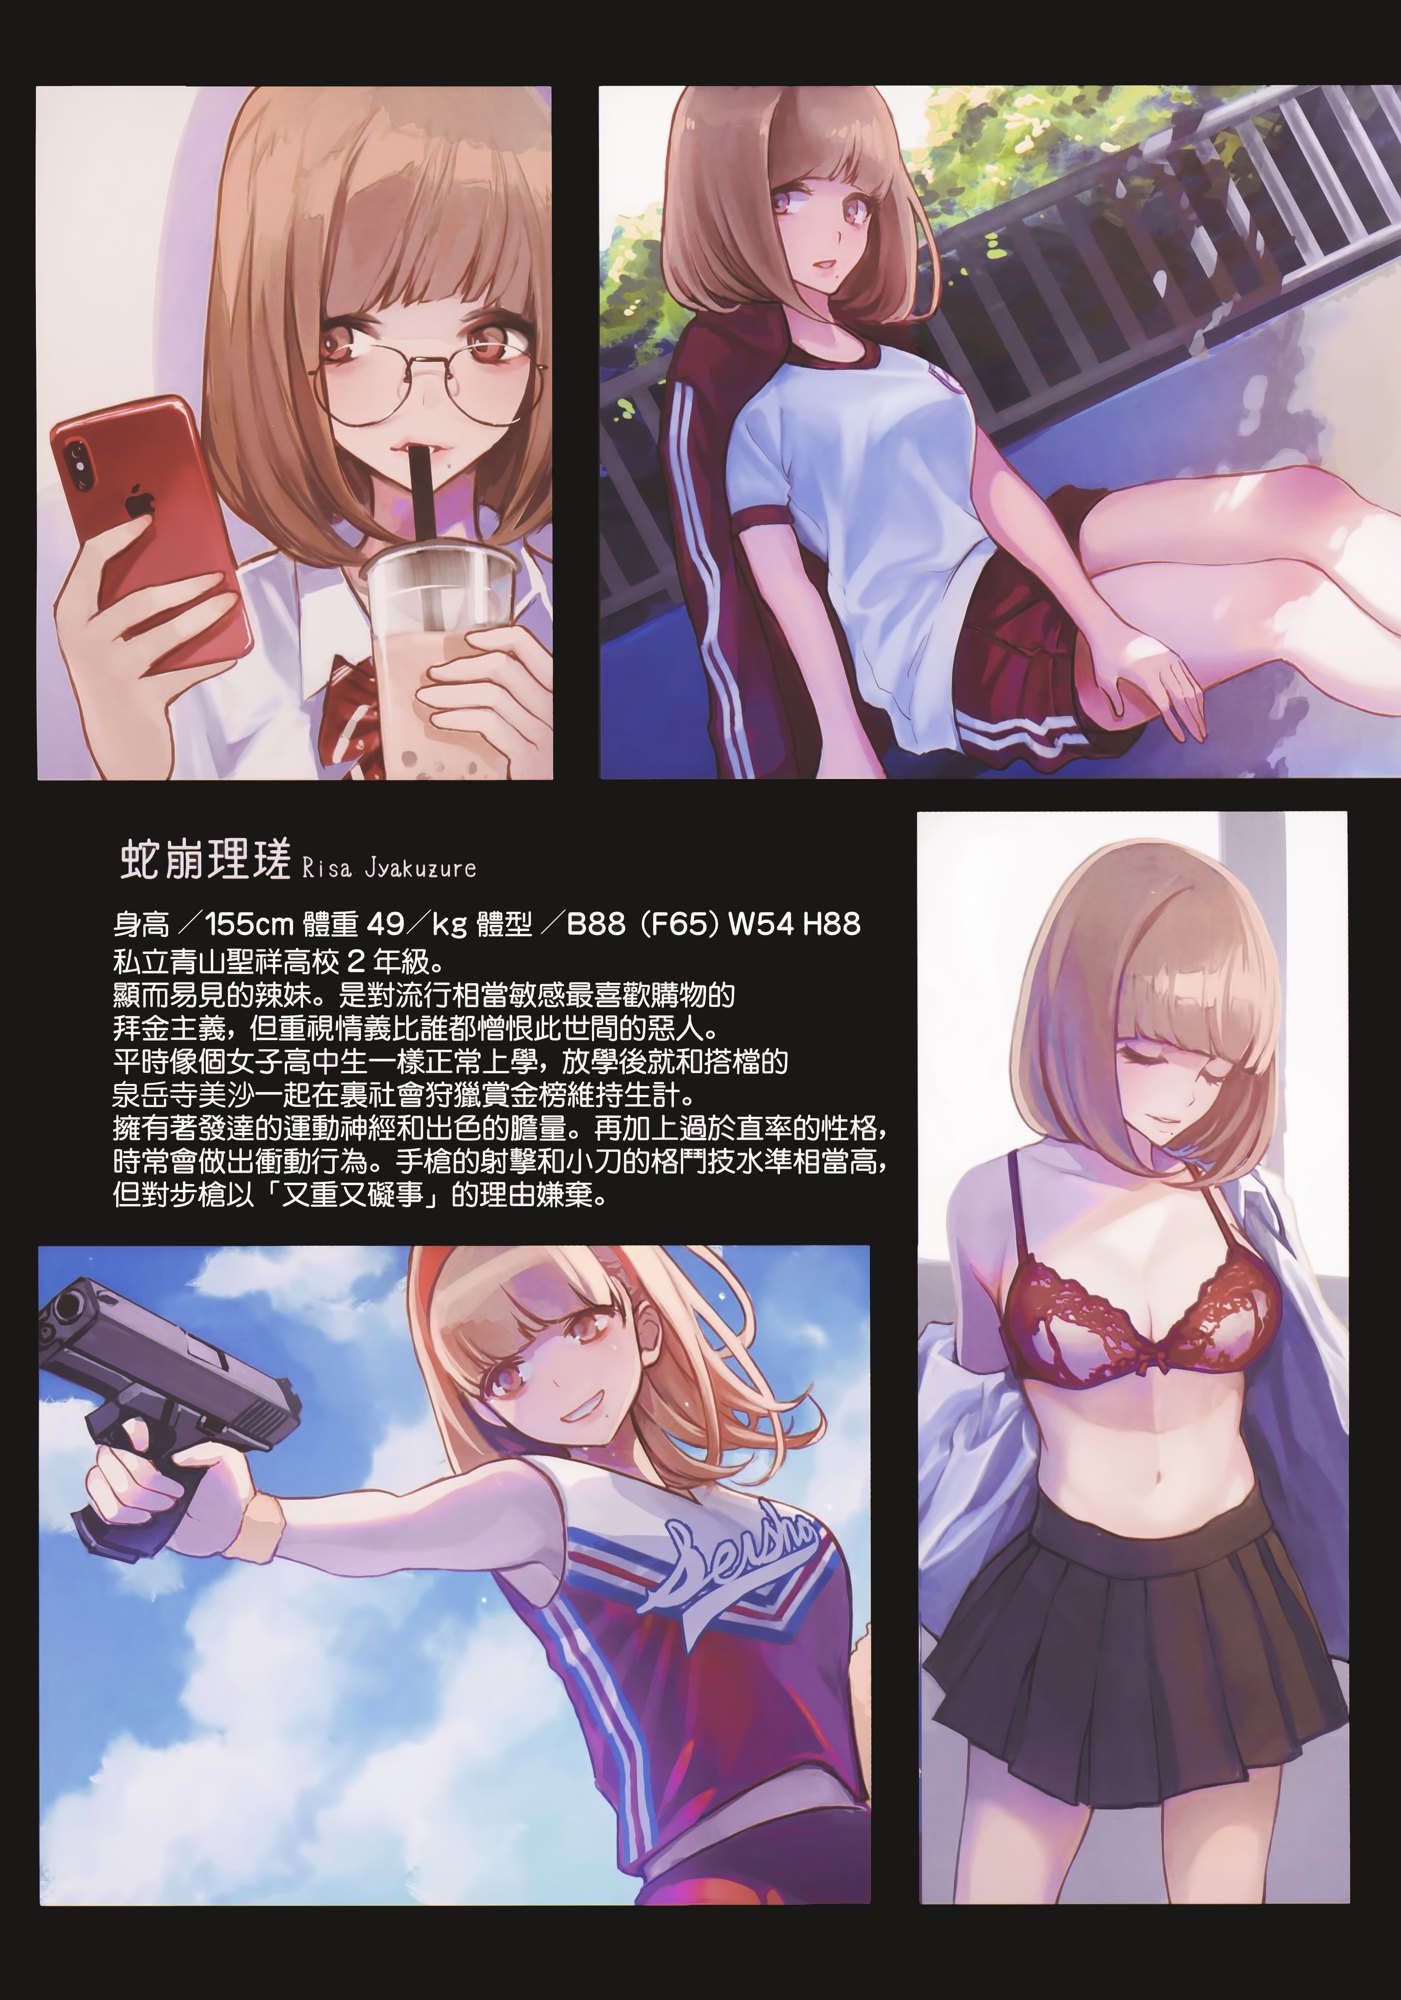 蛇崩理瑳 Risa Jyakuzure
身高／155cm 體重 49／kg 體型／B88（F65）W54 H88
私立青山聖祥高校 2 年級。
顯而易見的辣妹。是對流行相當敏感最喜歡購物的
拜金主義，但重視情義比誰都憎恨此世間的惡人。
平時像個女子高中生一樣正常上學，放學後就和搭檔的
泉岳寺美沙一起在裏社會狩獵賞金榜維持生計。
擁有著發達的運動神經和出色的膽量。再加上過於直率的性格，
時常會做出衝動行為。手槍的射擊和小刀的格鬥技水準相當高，
但對步槍以「又重又礙事」的理由嫌棄。
Seisho